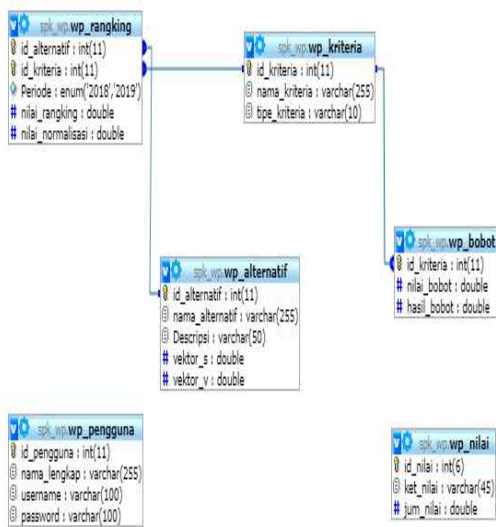 spk_wp.wp_rangking
id_alternatif : int(11)
id_kriteria : int(11)
Periode : enum('2018','2019')
# nilai_rangking : double
# nilai_normalisasi : double
spk_wp.wp_kriteria
id_kriteria : int(11)
nama_kriteria : varchar(255)
tipe_kriteria : varchar(10)
spk_wp.wp_bobot
id_kriteria : int(11)
# nilai_bobot : double
# hasil_bobot : double
spk_wp.wp_alternatif
id_alternatif : int(11)
nama_alternatif : varchar(255)
Descripsi : varchar(50)
# vektor_s : double
# vektor_v : double
spk_wp.wp_pengguna
id_pengguna : int(11)
nama_lengkap : varchar(255)
username : varchar(100)
password : varchar(100)
spk_wp.wp_nilai
id_nilai : int(6)
ket_nilai : varchar(45)
# jum_nilai : double